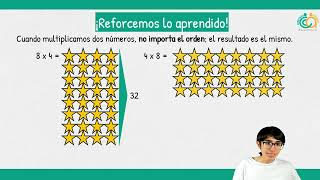 ¡Reforcemos lo aprendido!
Cuando multiplicamos dos números, no importa el orden; el resultado es el mismo.
8 x 4 =
4 x 8 =
32